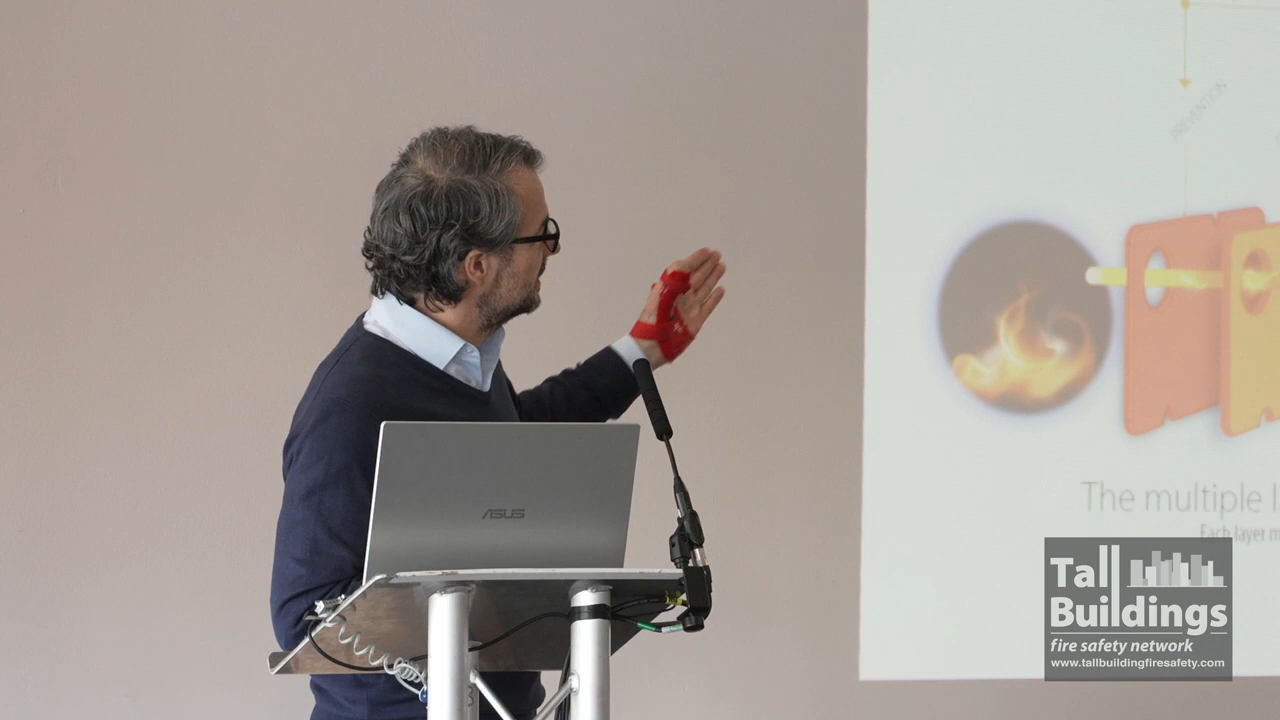 PREVENTION
The multiple l
Each layer m
ASUS
Tall
Buildings
fire safety network
www.tallbuildingfiresafety.com